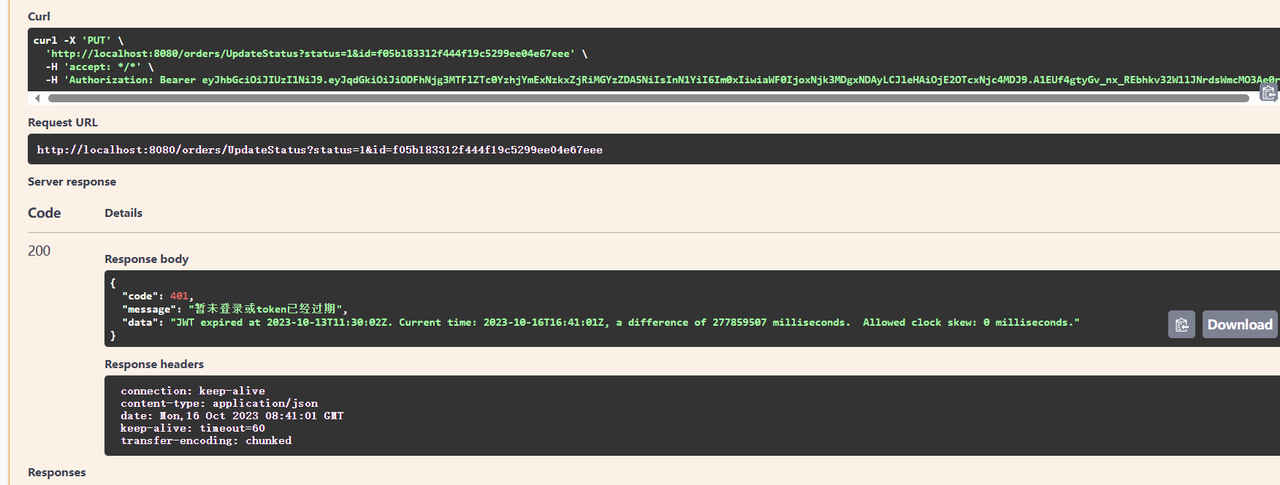 Curl
curl -X 'PUT' \
'http://localhost:8080/orders/UpdateStatus?status=1&id=f05b183312f444f19c5299ee04e67eee' \
-H 'accept: */*' \
-H 'Authorization: Bearer
Request URL
http://localhost:8080/orders/UpdateStatus?status=1&id=f05b183312f444f19c5299ee04e67eee
Server response
Code Details
200
Response body
{
"code": 401,
"message": "暂未登录或token已经过期",
"data": "JWT expired at 2023-10-13T11:30:02Z. Current time: 2023-10-16T16:41:01Z, a difference of 277859507 milliseconds.  Allowed clock skew: 0 milliseconds."
}
Download
Response headers
connection: keep-alive
content-type: application/json
date: Mon,16 Oct 2023 08:41:01 GMT
keep-alive: timeout=60
transfer-encoding: chunked
Responses